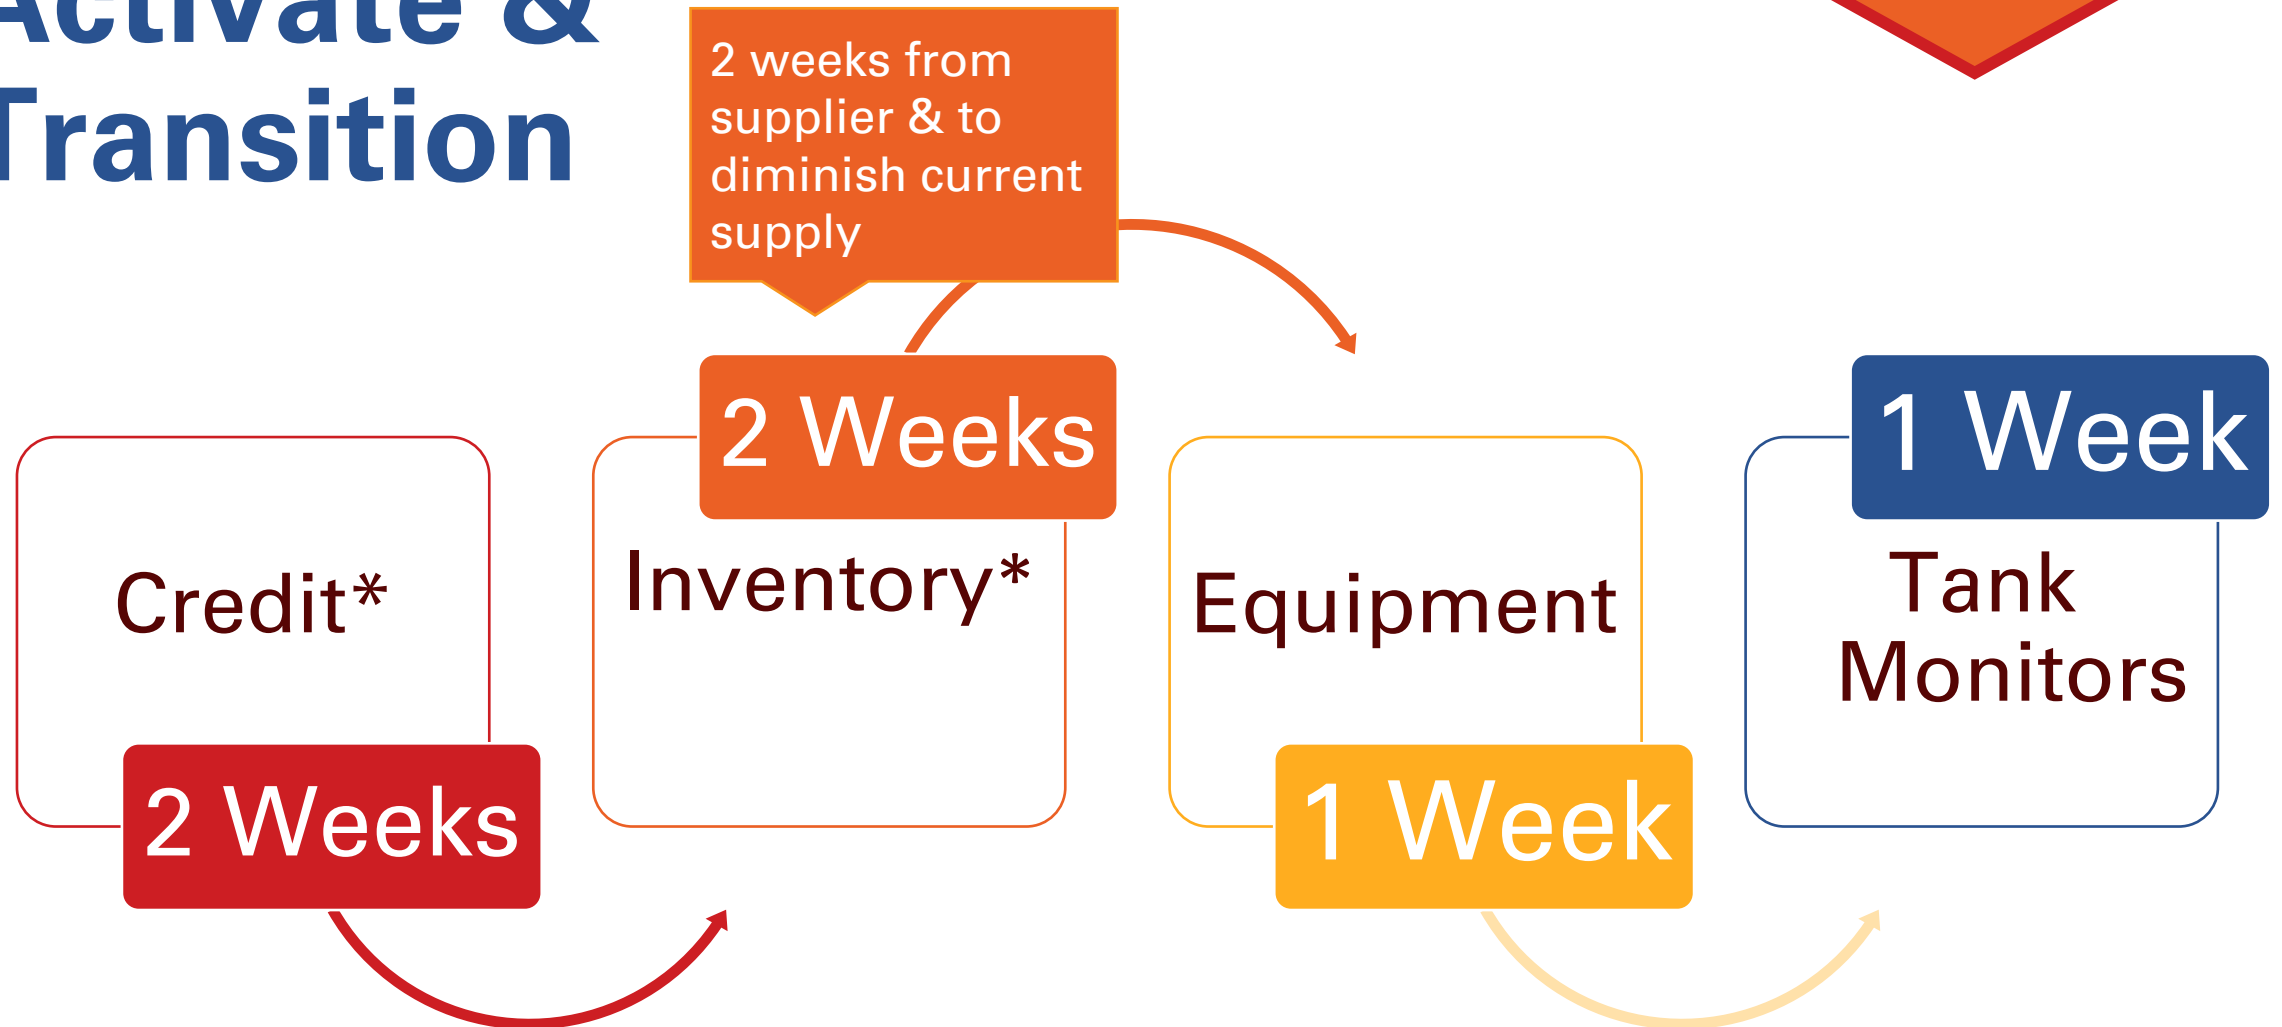 Activate &
Transition
2 weeks from
supplier & to
diminish current
supply
2 Weeks
1 Week
Credit*
Inventory*
Equipment
Tank
Monitors
2 Weeks
1 Week